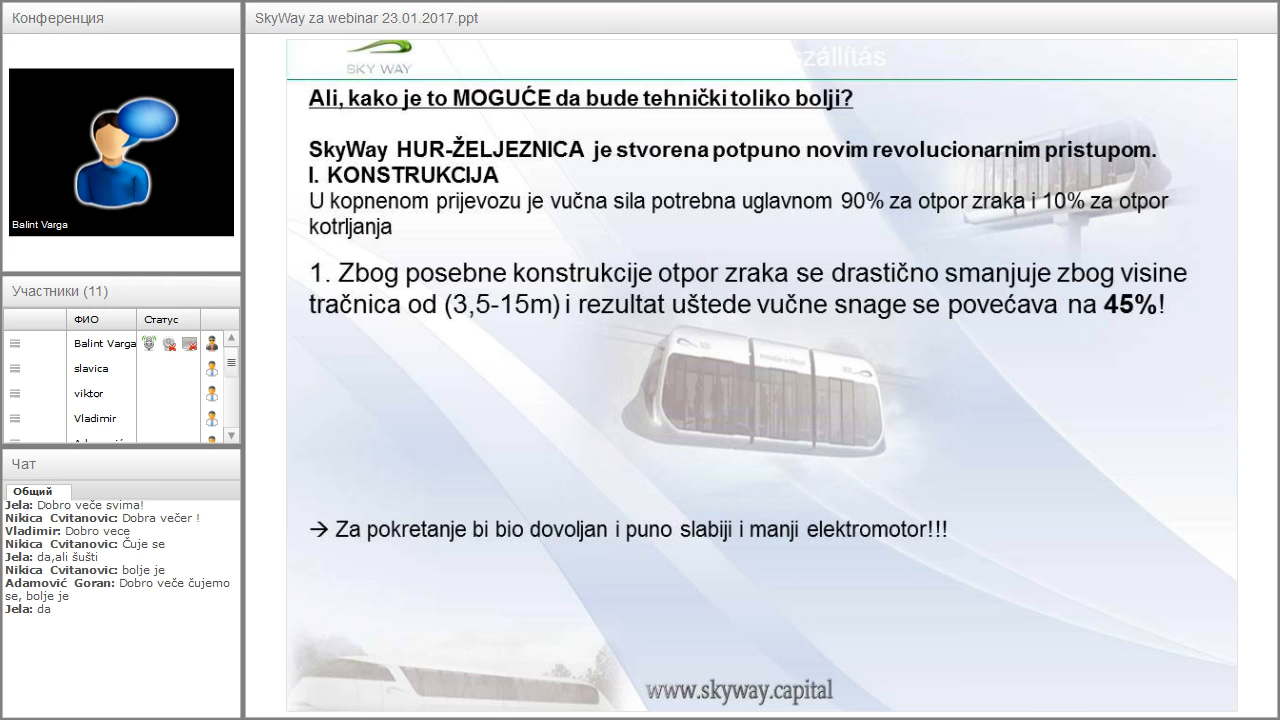 Конференция
Balint Varga
Участники (11)
ФИО
Статус
Balint Varga
slavica
viktor
Vladimir
Чат
Общий
Jela: Dobro veče svima!
Nikica Cvitanovic: Dobra večer !
Vladimir: Dobro vece
Nikica Cvitanovic: Čuje se
Jela: da,ali šušti
Nikica Cvitanovic: bolje je
Adamović Goran: Dobro veče čujemo
se, bolje je
Jela: da
SkyWay za webinar 23.01.2017.ppt
SKY WAY
szállítás
Ali, kako je to MOGUĆE da bude tehnički toliko bolji?
SkyWay HUR-ŽELJEZNICA je stvorena potpuno novim revolucionarnim pristupom.
I. KONSTRUKCIJA
U kopnenom prijevozu je vučna sila potrebna uglavnom 90% za otpor zraka i 10% za otpor
kotrljanja
1. Zbog posebne konstrukcije otpor zraka se drastično smanjuje zbog visine
tračnica od (3,5-15m) i rezultat uštede vučne snage se povećava na 45%!
→ Za pokretanje bi bio dovoljan i puno slabiji i manji elektromotor!!!
www.skyway.capital